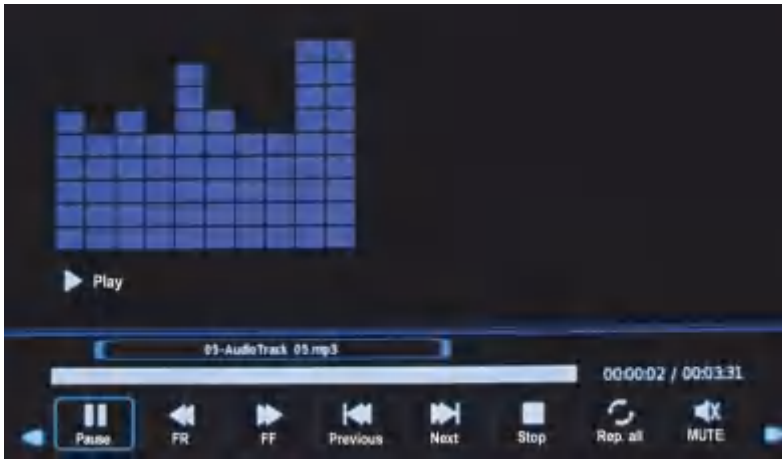 Play
05-AudioTrack 05.mp3
00:00:02 / 00:03:31
Pause FR FF Previous Next Stop Rep. all MUTE